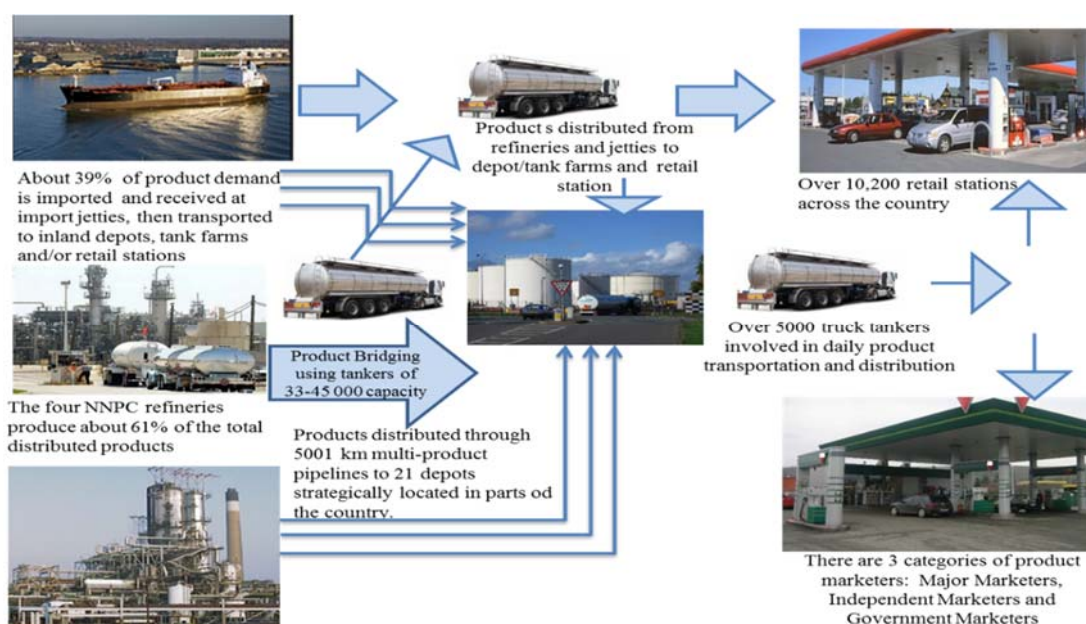 Product s distributed from
refineries and jetties to
depot/tank farms and retail
station
About 39% of product demand
is imported and received at
import jetties, then transported
to inland depots, tank farms
and/or retail stations
Over 10,200 retail stations
across the country
Product Bridging
using tankers of
33-45 000 capacity
Over 5000 truck tankers
involved in daily product
transportation and distribution
The four NNPC refineries
produce about 61% of the total
distributed products
Products distributed through
5001 km multi-product
pipelines to 21 depots
strategically located in parts od
the country.
There are 3 categories of product
marketers: Major Marketers,
Independent Marketers and
Government Marketers